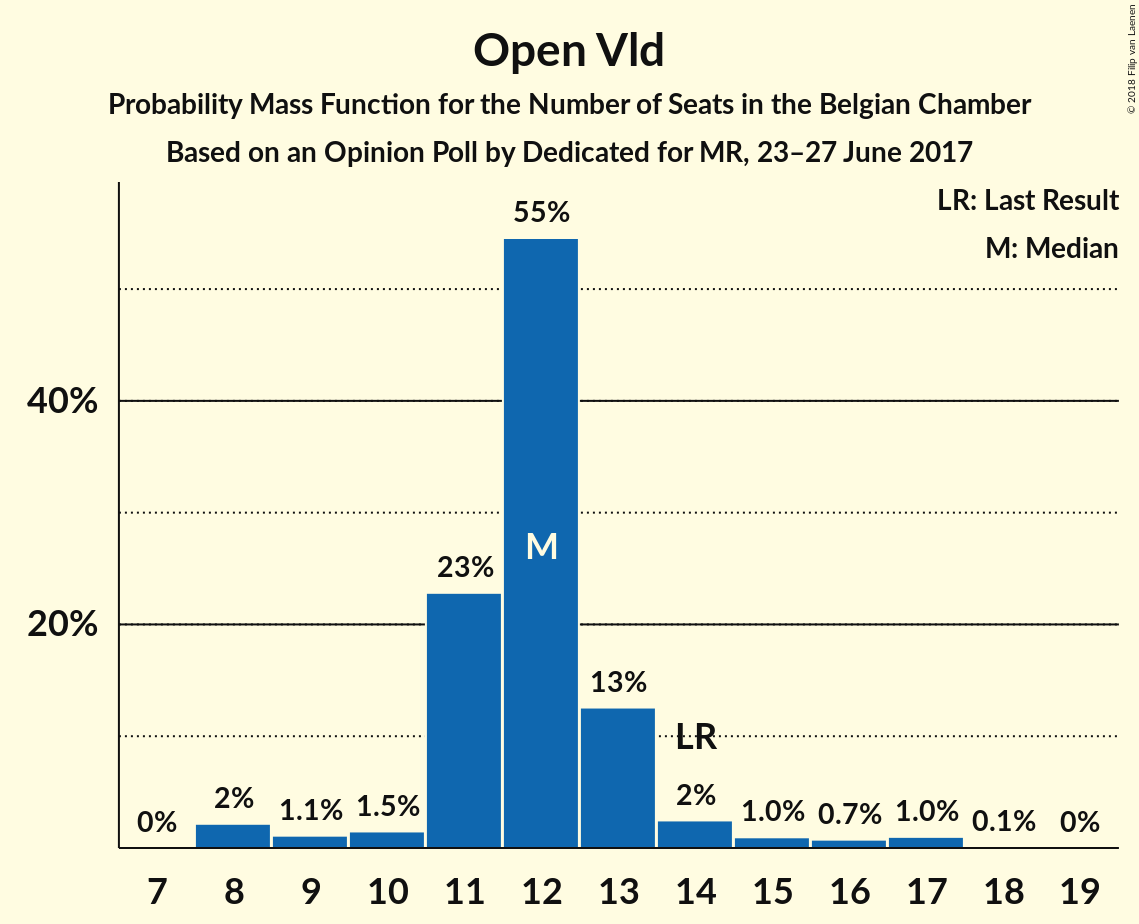 Open Vld
Probability Mass Function for the Number of Seats in the Belgian Chamber
Based on an Opinion Poll by Dedicated for MR, 23–27 June 2017
© 2018 Filip van Laenen
LR: Last Result
M: Median
55%
40%
M
23%
20%
13%
LR
2%
1.1%
1.5%
0%
2%
1.0%
0.7%
1.0%
0.1%
0%
7 8 9 10 11 12 13 14 15 16 17 18 19